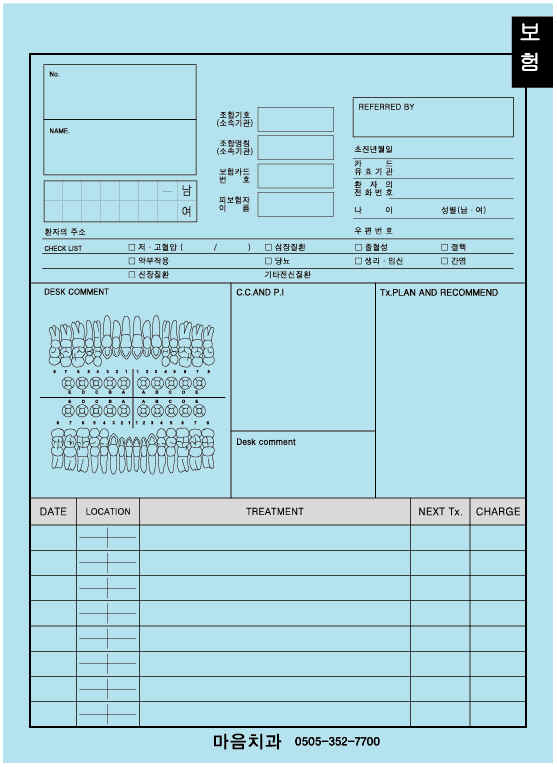 보험
No.
REFERRED BY
조합기호
(소속기관)
NAME.
조합명칭
(소속기관)
초진년월일
카 드
유효기관
보험카드
번 호
환 자 의
전화번호
— 남
여
피보험자
이 름
나 이 성별(남 · 여)
환자의 주소
우편번호
CHECK LIST □ 저 · 고혈압 ( / ) □ 심장질환 □ 출혈성 □ 결핵
□ 약부작용 □ 당뇨 □ 생리 · 임신 □ 간염
□ 신장질환 기타전신질환
DESK COMMENT C.C.AND P.I Tx.PLAN AND RECOMMEND
8 7 6 5 4 3 2 1 1 2 3 4 5 6 7 8
E D C B A A B C D E
E D C B A A B C D E
8 7 6 5 4 3 2 1 1 2 3 4 5 6 7 8
Desk comment
DATE LOCATION TREATMENT NEXT Tx. CHARGE
마음치과 0505-352-7700